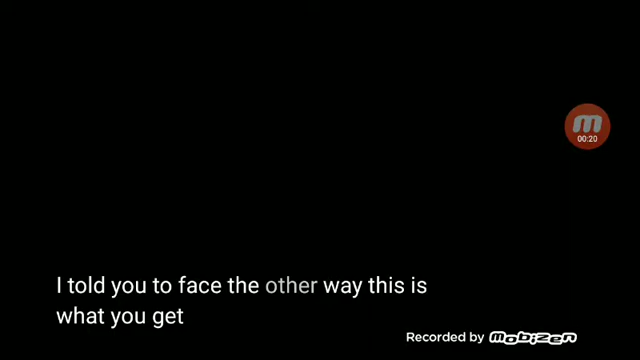 m
00:20
I told you to face the other way this is
what you get
Recorded by mobizen